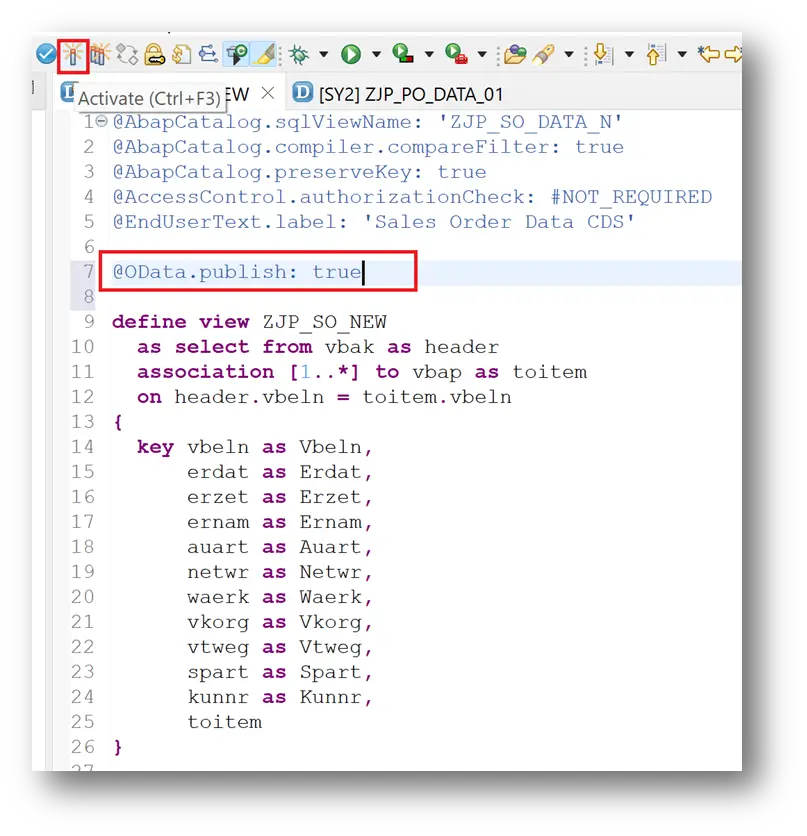 Activate (Ctrl+F3)
EW
[SY2] ZJP_PO_DATA_01
1 @AbapCatalog.sqlViewName: 'ZJP_SO_DATA_N'
2 @AbapCatalog.compiler.compareFilter: true
3 @AbapCatalog.preserveKey: true
4 @AccessControl.authorizationCheck: #NOT_REQUIRED
5 @EndUserText.label: 'Sales Order Data CDS'
6
7 @OData.publish: true
8
9 define view ZJP_SO_NEW
10 as select from vbak as header
11 association [1..*] to vbap as toitem
12 on header.vbeln = toitem.vbeln
13 {
14 key vbeln as Vbeln,
15 erdat as Erdat,
16 erzet as Erzet,
17 ernam as Ernam,
18 auart as Auart,
19 netwr as Netwr,
20 waerk as Waerk,
21 vkorg as Vkorg,
22 vtweg as Vtweg,
23 spart as Spart,
24 kunnr as Kunnr,
25 toitem
26 }
27